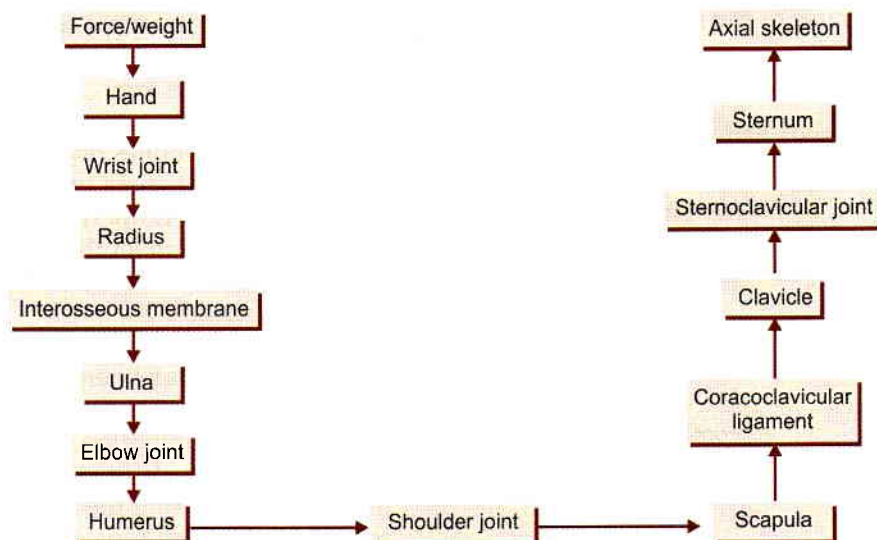 Force/weight
Hand
Wrist joint
Radius
Interosseous membrane
Ulna
Elbow joint
Humerus
Shoulder joint
Scapula
Coracoclavicular
ligament
Clavicle
Sternoclavicular joint
Sternum
Axial skeleton